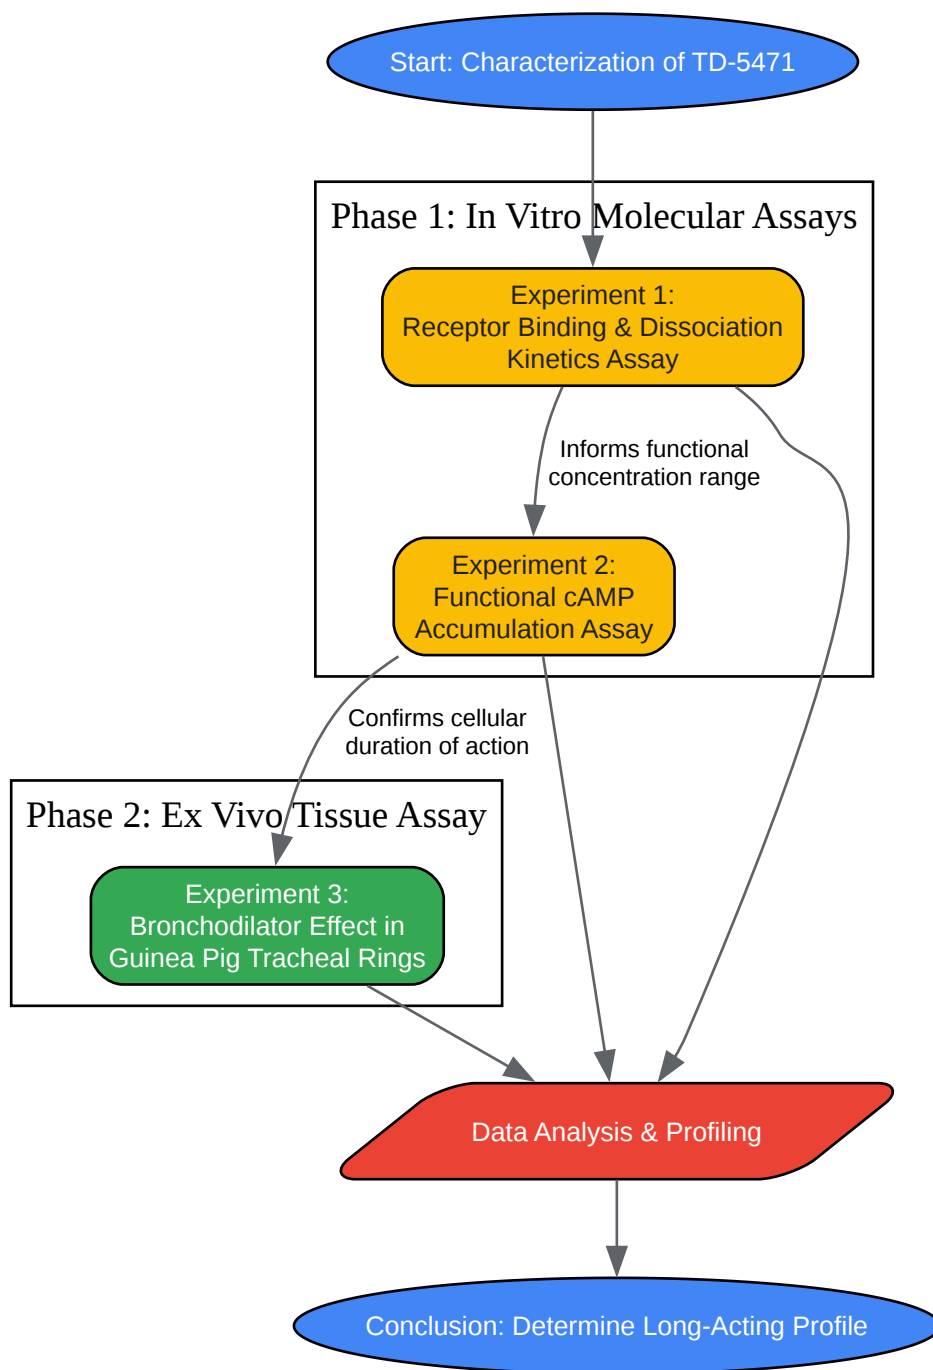 Start: Characterization of TD-5471
Phase 1: In Vitro Molecular Assays
Experiment 1:
Receptor Binding & Dissociation
Kinetics Assay
Informs functional
concentration range
Experiment 2:
Functional cAMP
Accumulation Assay
Confirms cellular
duration of action
Phase 2: Ex Vivo Tissue Assay
Experiment 3:
Bronchodilator Effect in
Guinea Pig Tracheal Rings
Data Analysis & Profiling
Conclusion: Determine Long-Acting Profile